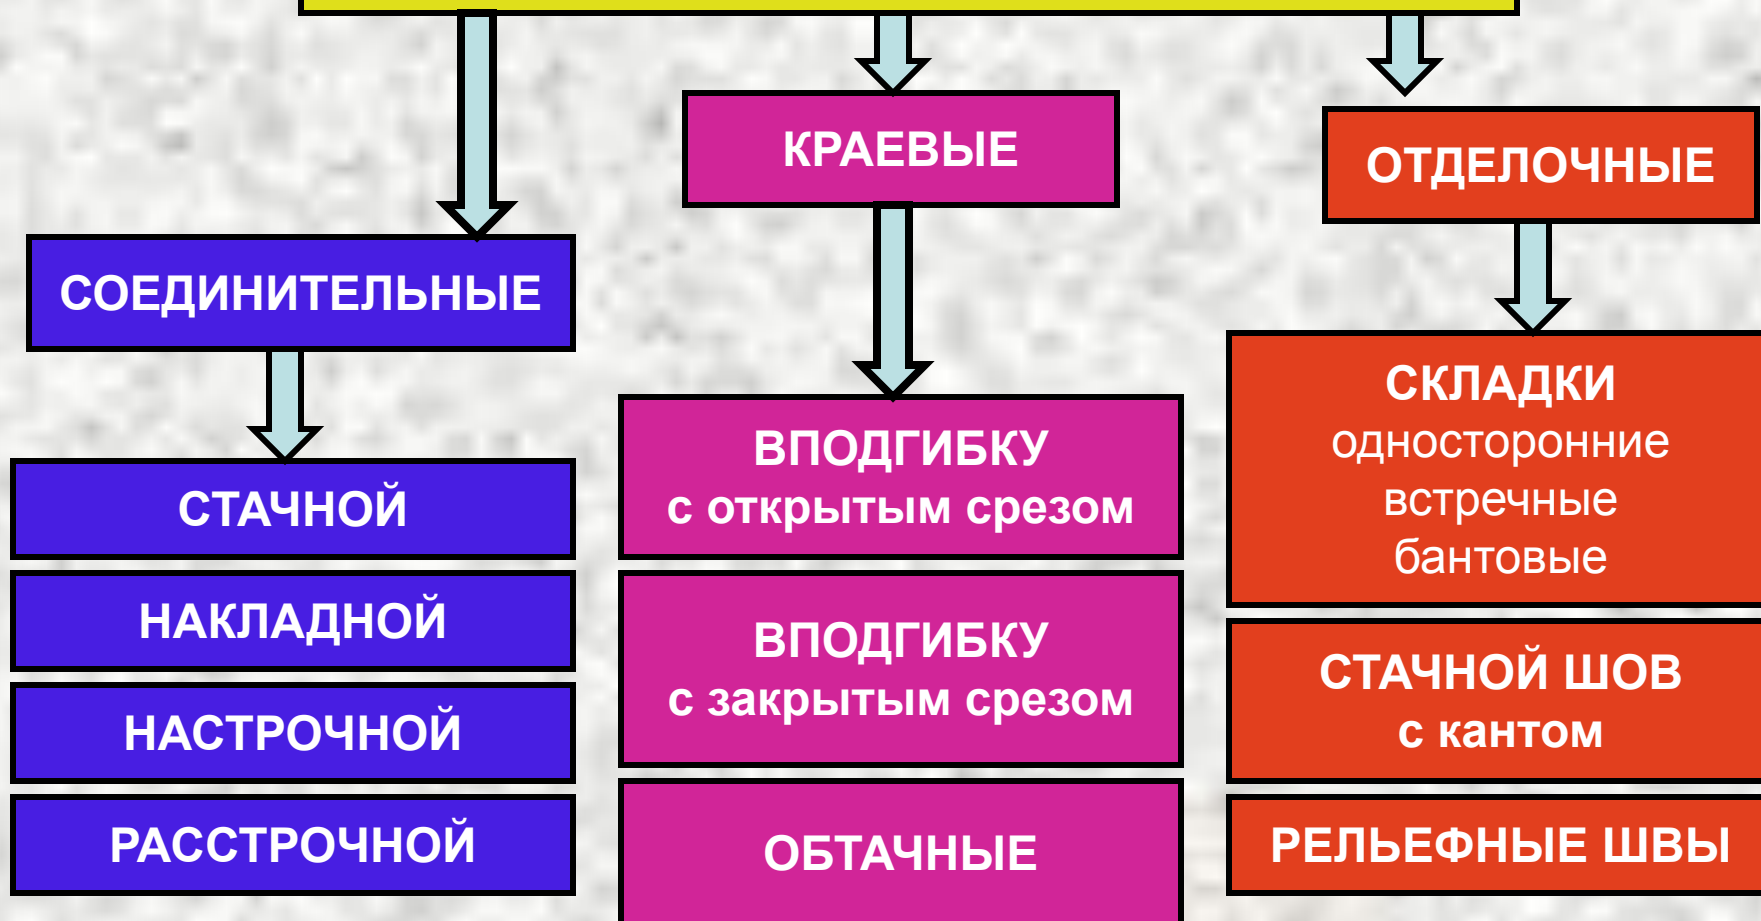 КРАЕВЫЕ
ОТДЕЛОЧНЫЕ
СОЕДИНИТЕЛЬНЫЕ
СТАЧНОЙ
НАКЛАДНОЙ
НАСТРОЧНОЙ
РАССТРОЧНОЙ
ВПОДГИБКУ
с открытым срезом
ВПОДГИБКУ
с закрытым срезом
ОБТАЧНЫЕ
СКЛАДКИ
односторонние
встречные
бантовые
СТАЧНОЙ ШОВ
с кантом
РЕЛЬЕФНЫЕ ШВЫ